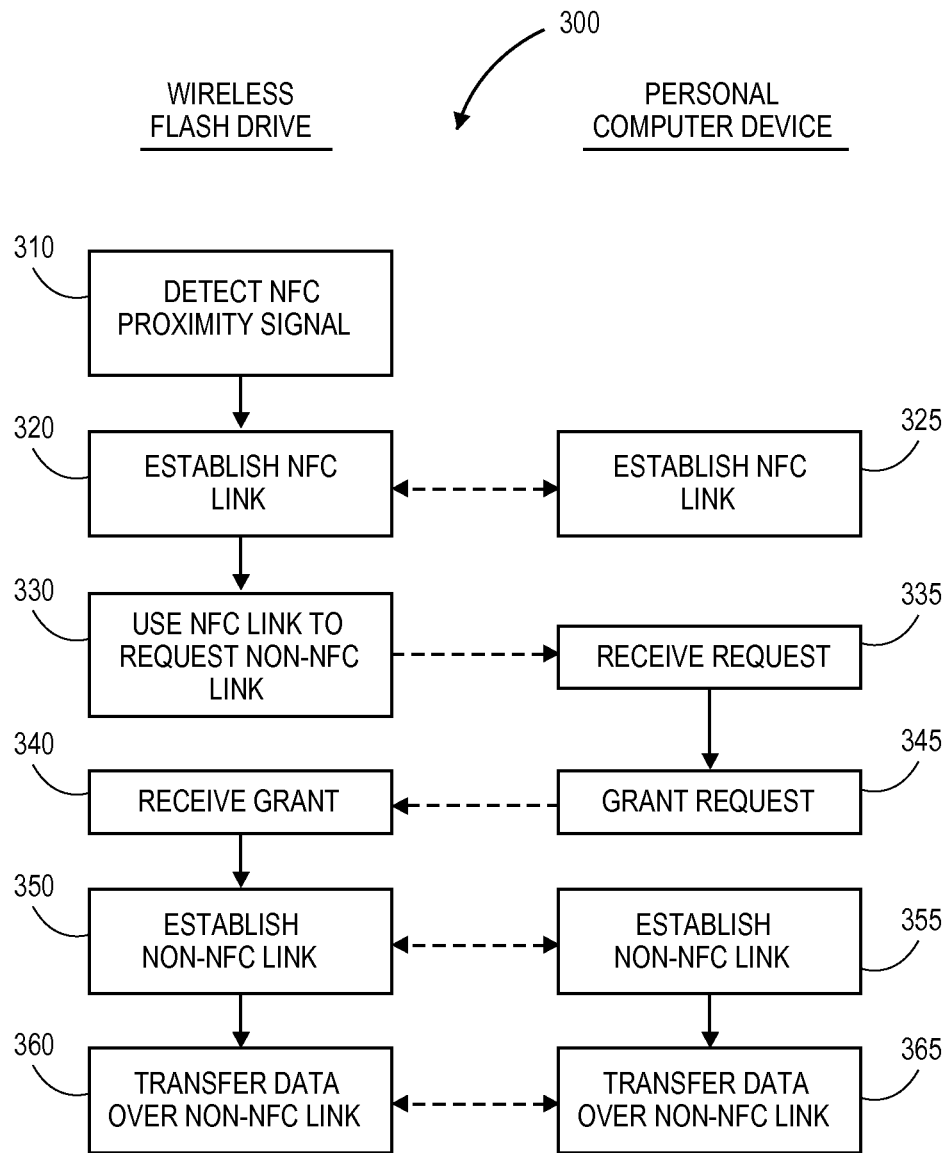 300
WIRELESS
FLASH DRIVE
PERSONAL
COMPUTER DEVICE
310
DETECT NFC
PROXIMITY SIGNAL
320
ESTABLISH NFC
LINK
325
ESTABLISH NFC
LINK
330
USE NFC LINK TO
REQUEST NON-NFC
LINK
335
RECEIVE REQUEST
340
RECEIVE GRANT
345
GRANT REQUEST
350
ESTABLISH
NON-NFC LINK
355
ESTABLISH
NON-NFC LINK
360
TRANSFER DATA
OVER NON-NFC LINK
365
TRANSFER DATA
OVER NON-NFC LINK